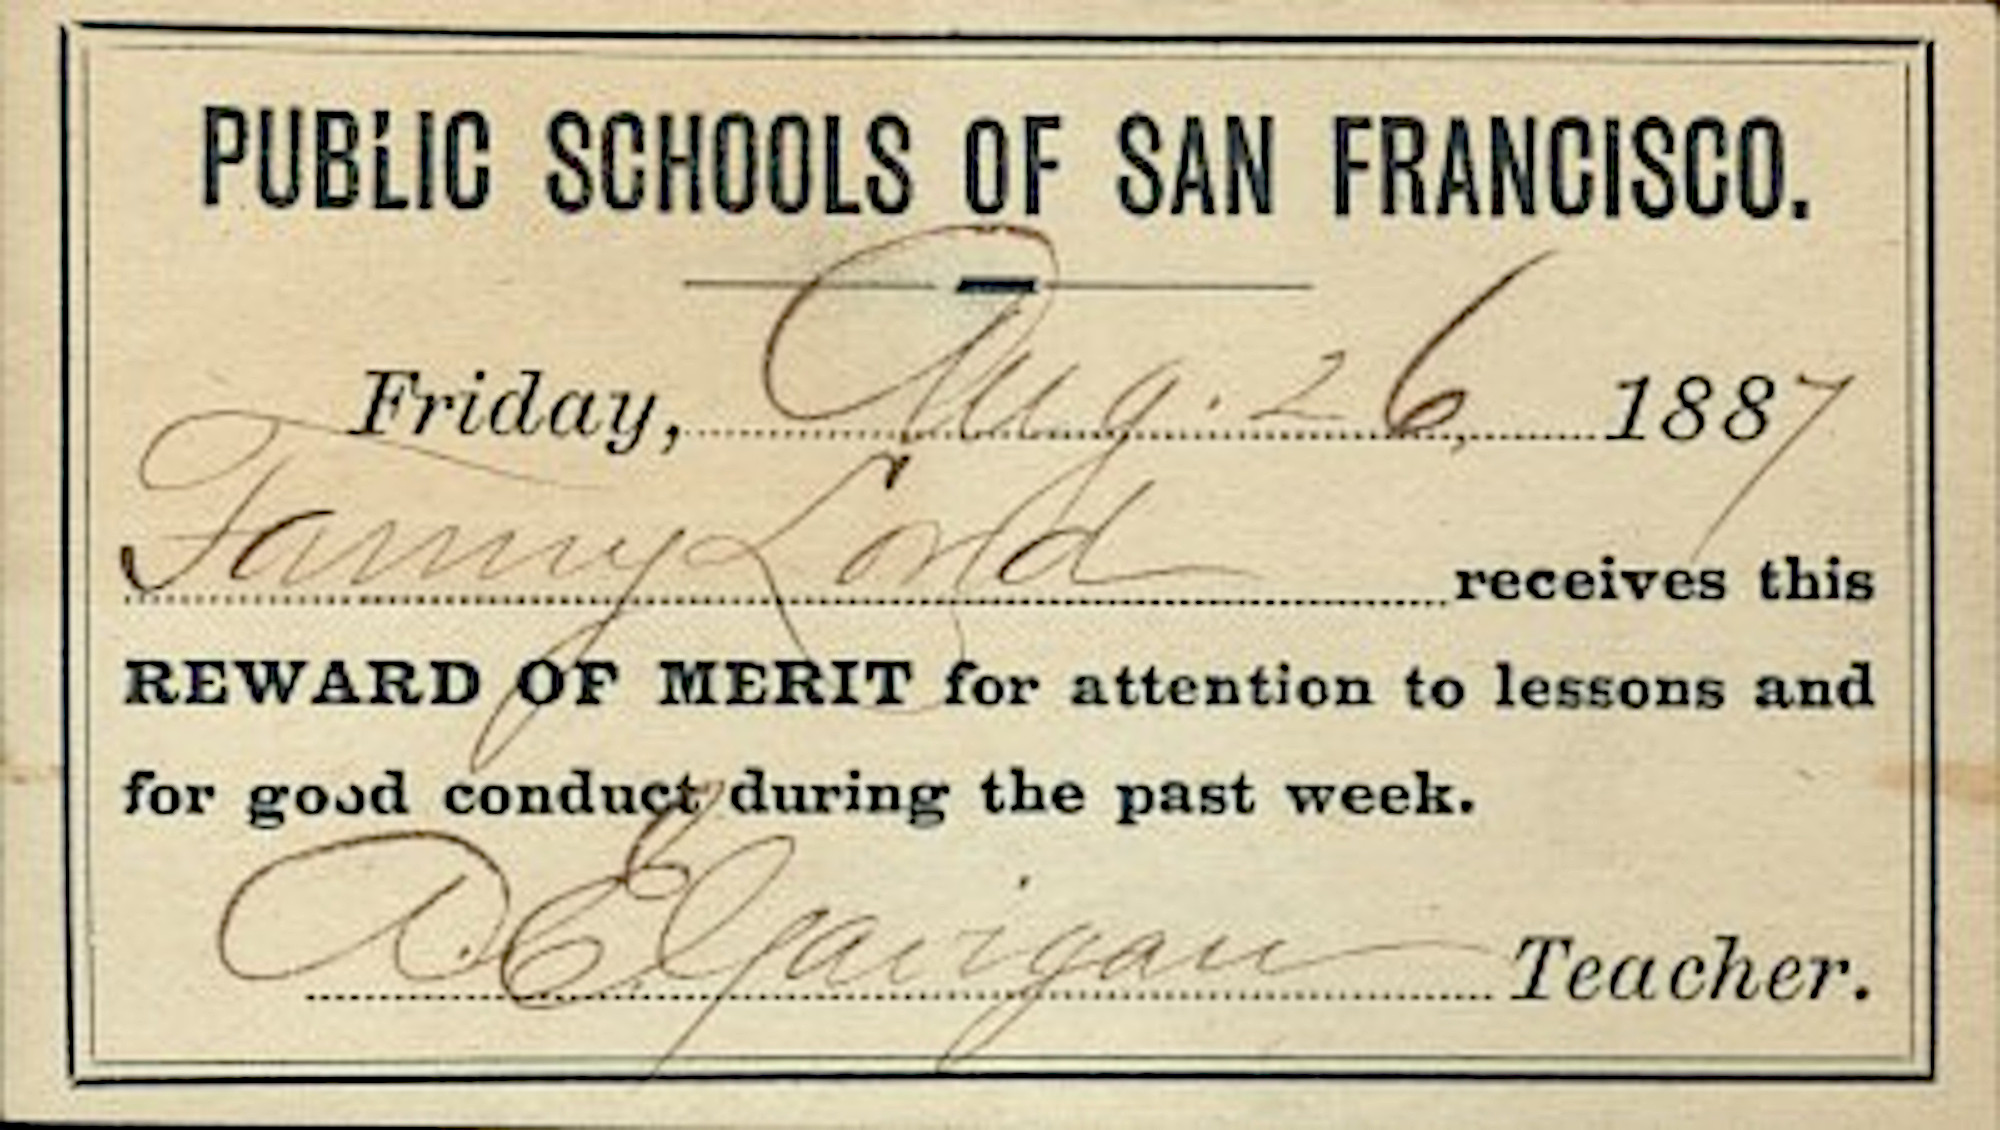 PUBLIC SCHOOLS OF SAN FRANCISCO.
Friday, Aug. 26, 1887
Fanny Lord receives this
REWARD OF MERIT for attention to lessons and
for good conduct during the past week.
A. E. Teacher.